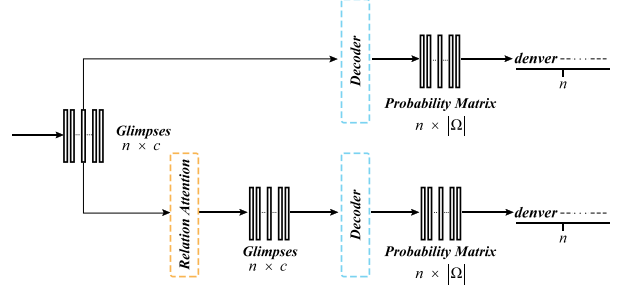 Decoder
denver
n
Probability Matrix
n × |Ω|
Glimpses
n × c
Relation Attention
Glimpses
n × c
Decoder
denver
n
Probability Matrix
n × |Ω|